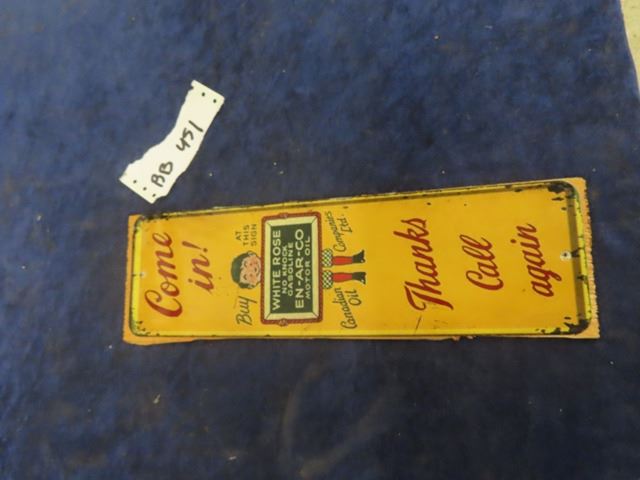 BB 451
Come
in!
Buy AT
THIS
SIGN
WHITE ROSE
NO KNOCK
GASOLINE
EN-AR-CO
MOTOR OIL
Canadian Companies
Oil Ltd.
Thanks
Call
again